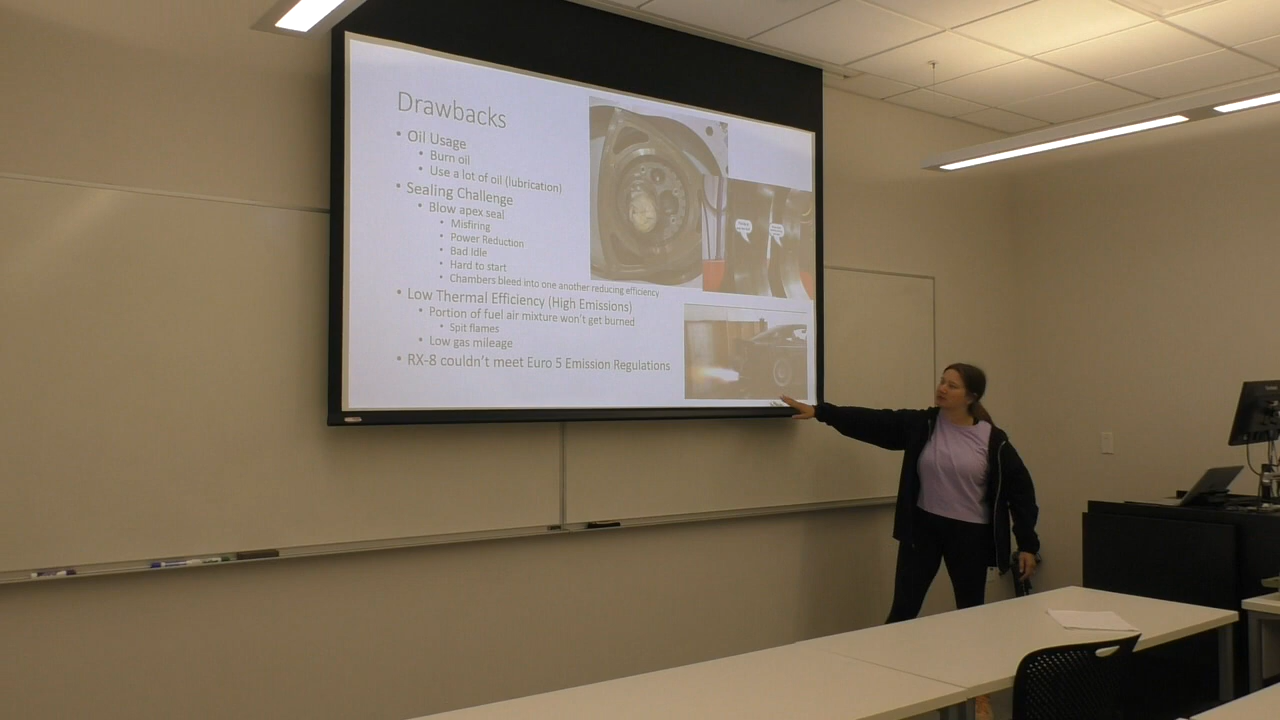 Drawbacks
• Oil Usage
• Burn oil
• Use a lot of oil (lubrication)
• Sealing Challenge
• Blow apex seal
• Misfiring
• Power Reduction
• Bad Idle
• Hard to start
• Chambers bleed into one another reducing efficiency
• Low Thermal Efficiency (High Emissions)
• Portion of fuel air mixture won't get burned
• Spit flames
• Low gas mileage
• RX-8 couldn't meet Euro 5 Emission Regulations